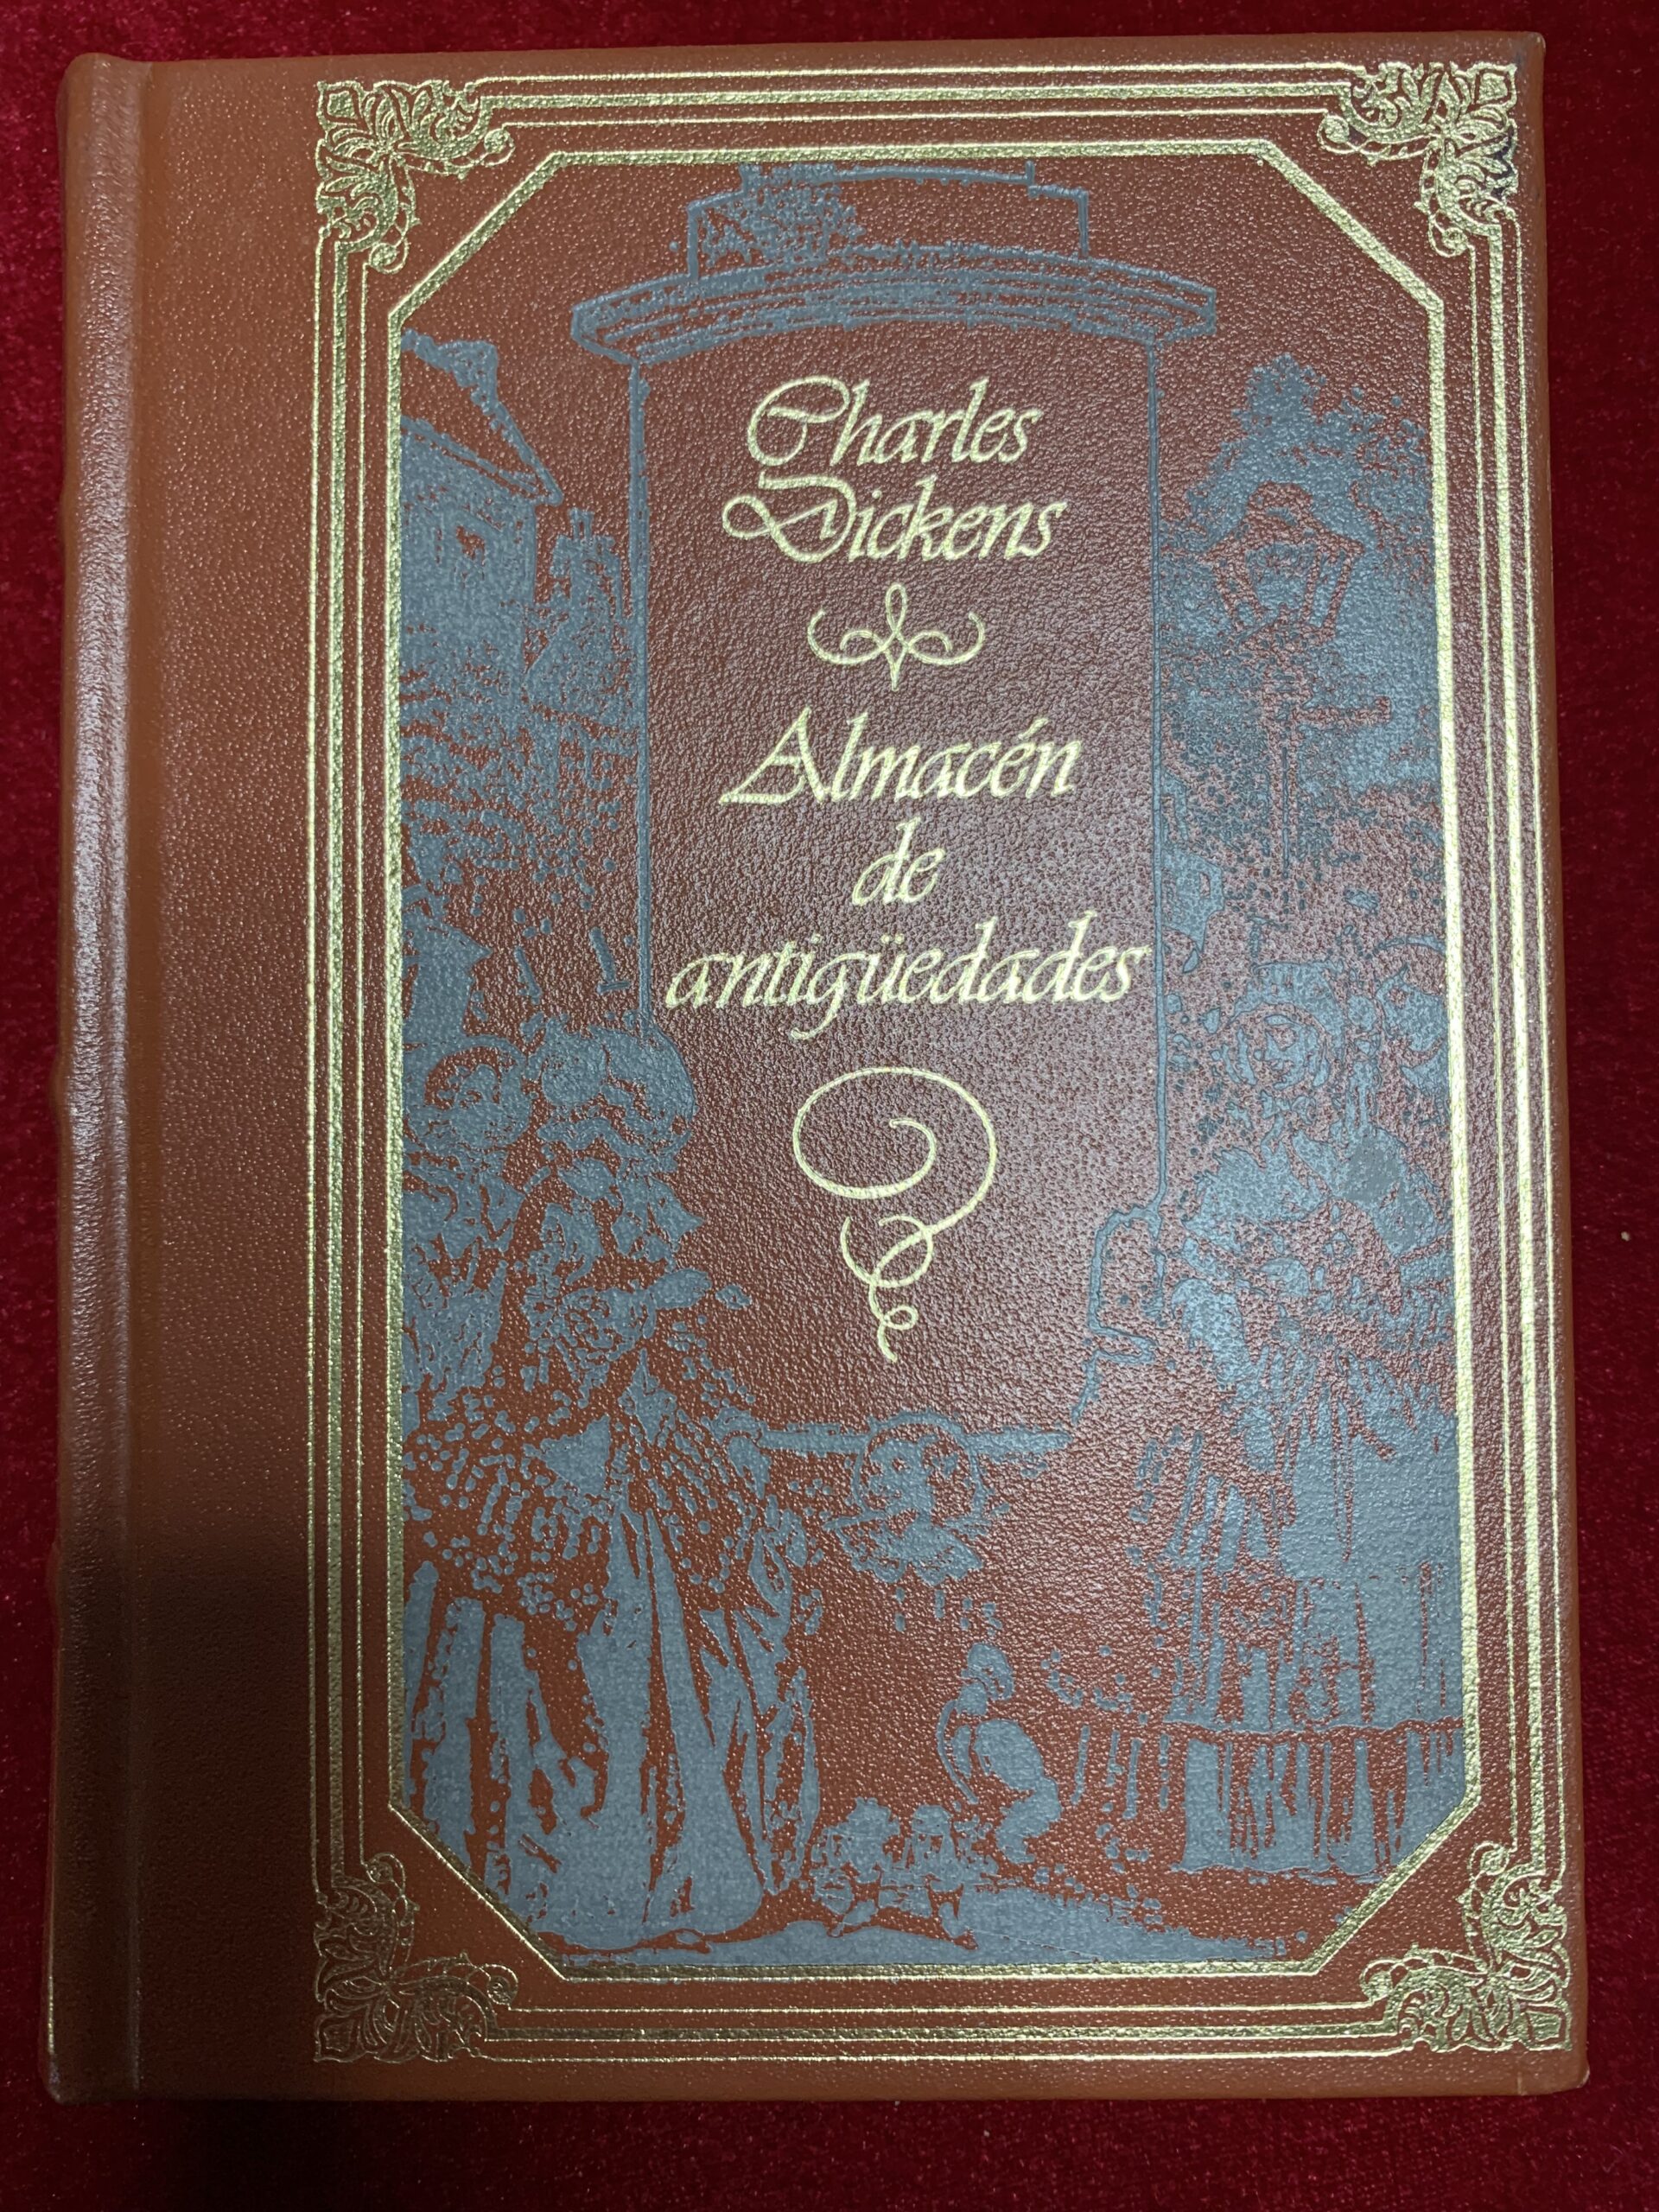 Charles
Dickens
Almacén
de
antigüedades